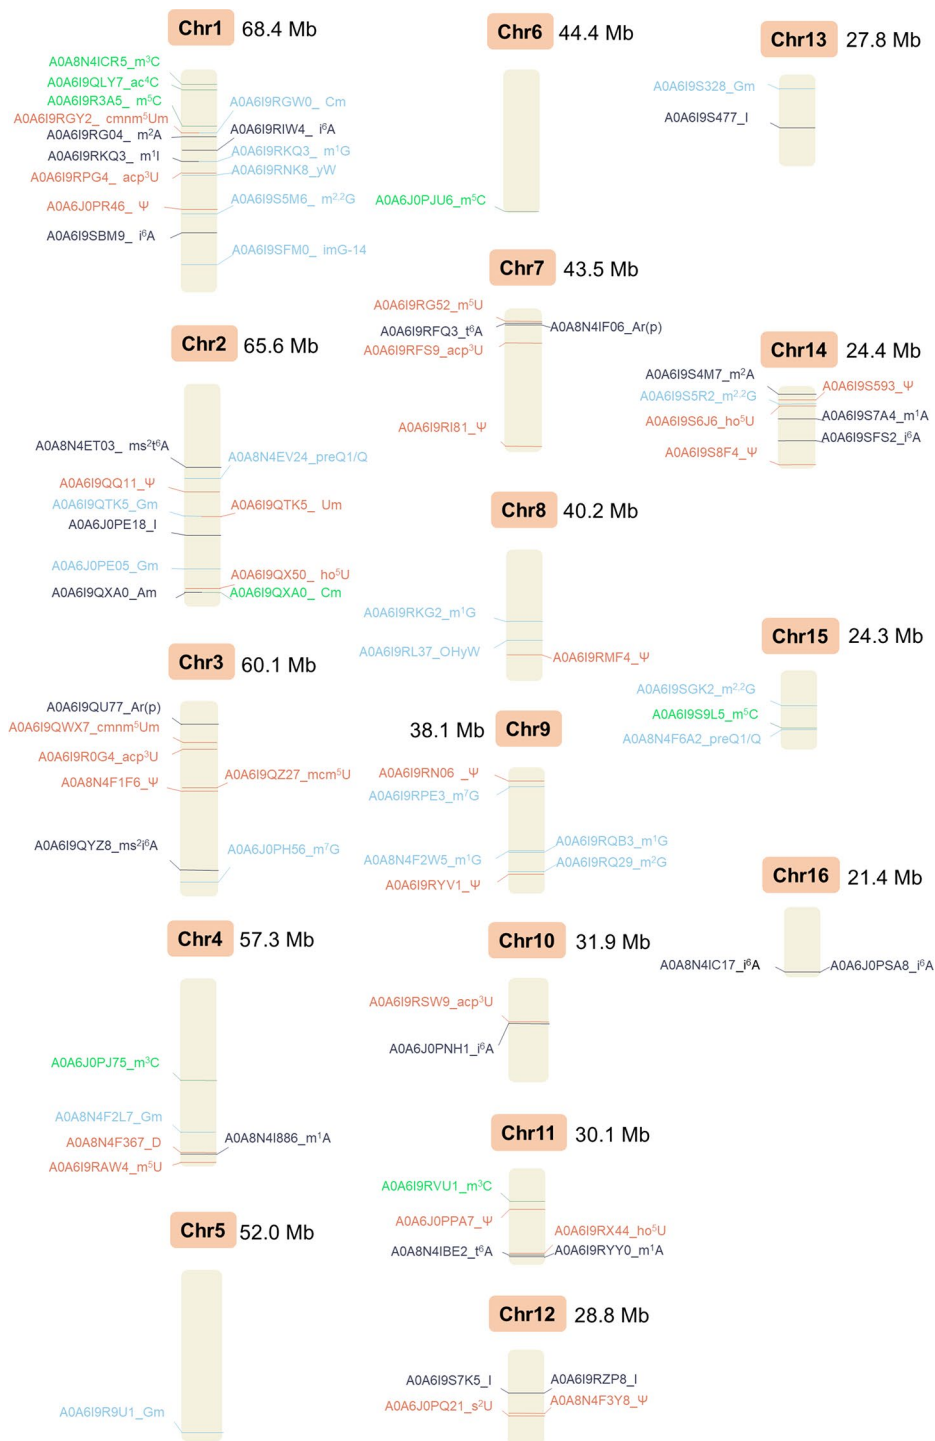 Chr1 68.4 Mb
A0A8N4ICR5_m³C
A0A6I9QLY7_ac⁴C
A0A6I9R3A5_ m⁵C
A0A6I9RGY2_ cmnm⁵Um
A0A6I9RG04_ m²A
A0A6I9RKQ3_ m¹I
A0A6I9RPG4_ acp³U
A0A6J0PR46_ Ψ
A0A6I9SBM9_ i⁶A
A0A6I9RGW0_ Cm
A0A6I9RIW4_ i⁶A
A0A6I9RKQ3_ m¹G
A0A6I9RNK8_yW
A0A6I9S5M6_ m²,²G
A0A6I9SFM0_ imG-14
Chr2 65.6 Mb
A0A8N4ET03_ ms²t⁶A
A0A6I9QQ11_Ψ
A0A6I9QTK5_Gm
A0A6J0PE18_I
A0A6J0PE05_Gm
A0A6I9QXA0_Am
A0A8N4EV24_preQ1/Q
A0A6I9QTK5_ Um
A0A6I9QX50_ ho⁵U
A0A6I9QXA0_ Cm
Chr3 60.1 Mb
A0A6I9QU77_Ar(p)
A0A6I9QWX7_cmnm⁵Um
A0A6I9R0G4_acp³U
A0A8N4F1F6_Ψ
A0A6I9QYZ8_ms²i⁶A
A0A6I9QZ27_mcm⁵U
A0A6J0PH56_m⁷G
Chr4 57.3 Mb
A0A6J0PJ75_m³C
A0A8N4F2L7_Gm
A0A8N4F367_D
A0A6I9RAW4_m⁵U
A0A8N4I886_m¹A
Chr5 52.0 Mb
A0A6I9R9U1_Gm
Chr6 44.4 Mb
A0A6J0PJU6_m⁵C
Chr7 43.5 Mb
A0A6I9RG52_m⁵U
A0A6I9RFQ3_t⁶A
A0A6I9RFS9_acp³U
A0A6I9RI81_Ψ
A0A8N4IF06_Ar(p)
Chr8 40.2 Mb
A0A6I9RKG2_m¹G
A0A6I9RL37_OHyW
A0A6I9RMF4_Ψ
38.1 Mb Chr9
A0A6I9RN06 _Ψ
A0A6I9RPE3_m⁷G
A0A8N4F2W5_m¹G
A0A6I9RYV1_Ψ
A0A6I9RQB3_m¹G
A0A6I9RQ29_m²G
Chr10 31.9 Mb
A0A6I9RSW9_acp³U
A0A6J0PNH1_i⁶A
Chr11 30.1 Mb
A0A6I9RVU1_m³C
A0A6J0PPA7_Ψ
A0A8N4IBE2_t⁶A
A0A6I9RX44_ho⁵U
A0A6I9RYY0_m¹A
Chr12 28.8 Mb
A0A6I9S7K5_I
A0A6J0PQ21_s²U
A0A6I9RZP8_I
A0A8N4F3Y8_Ψ
Chr13 27.8 Mb
A0A6I9S328_Gm
A0A6I9S477_I
Chr14 24.4 Mb
A0A6I9S4M7_m²A
A0A6I9S5R2_m²,²G
A0A6I9S6J6_ho⁵U
A0A6I9S8F4_Ψ
A0A6I9S593_Ψ
A0A6I9S7A4_m¹A
A0A6I9SFS2_i⁶A
Chr15 24.3 Mb
A0A6I9SGK2_m²,²G
A0A6I9S9L5_m⁵C
A0A8N4F6A2_preQ1/Q
Chr16 21.4 Mb
A0A8N4IC17_i⁶A
A0A6J0PSA8_i⁶A